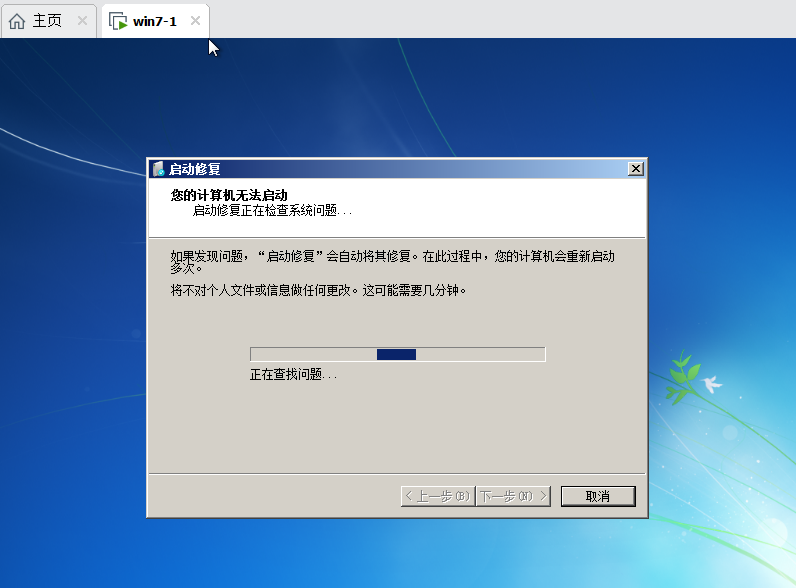 主页
win7-1
启动修复
您的计算机无法启动
启动修复正在检查系统问题...
如果发现问题，“启动修复”会自动将其修复。在此过程中，您的计算机会重新启动
多次。
将不对个人文件或信息做任何更改。这可能需要几分钟。
正在查找问题...
< 上一步(B) 下一步(N) > 取消